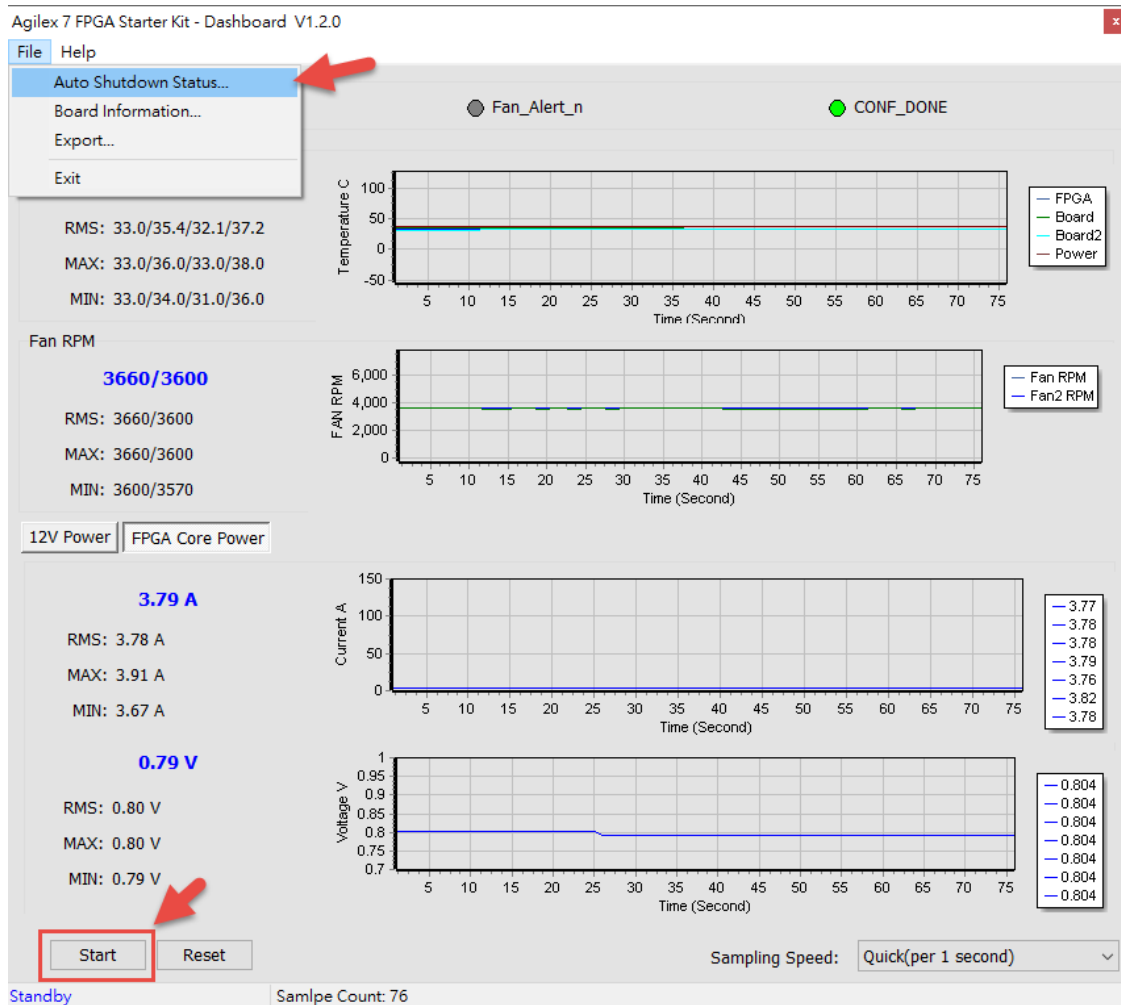 Agilex 7 FPGA Starter Kit - Dashboard V1.2.0
x
File Help
Auto Shutdown Status...
Board Information...
Export...
Exit
Fan_Alert_n
CONF_DONE
RMS: 33.0/35.4/32.1/37.2
MAX: 33.0/36.0/33.0/38.0
MIN: 33.0/34.0/31.0/36.0
Temperature C
100
50
0
-50
5 10 15 20 25 30 35 40 45 50 55 60 65 70 75
Time (Second)
FPGA
Board
Board2
Power
Fan RPM
3660/3600
RMS: 3660/3600
MAX: 3660/3600
MIN: 3600/3570
FAN RPM
6,000
4,000
2,000
0
5 10 15 20 25 30 35 40 45 50 55 60 65 70 75
Time (Second)
Fan RPM
Fan2 RPM
12V Power FPGA Core Power
3.79 A
RMS: 3.78 A
MAX: 3.91 A
MIN: 3.67 A
Current A
150
100
50
0
5 10 15 20 25 30 35 40 45 50 55 60 65 70 75
Time (Second)
3.77
3.78
3.78
3.79
3.76
3.82
3.78
0.79 V
RMS: 0.80 V
MAX: 0.80 V
MIN: 0.79 V
Voltage V
1
0.95
0.9
0.85
0.8
0.75
0.7
5 10 15 20 25 30 35 40 45 50 55 60 65 70 75
Time (Second)
0.804
0.804
0.804
0.804
0.804
0.804
0.804
Start Reset
Sampling Speed: Quick(per 1 second)
Standby
Samlpe Count: 76